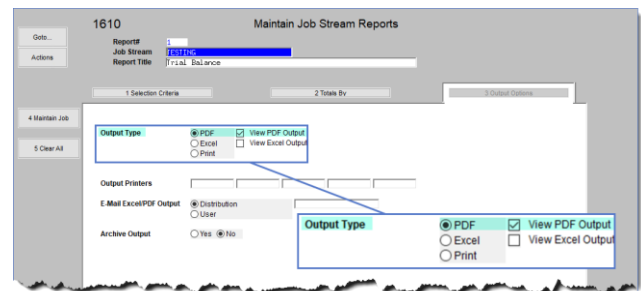 1610 Maintain Job Stream Reports
Goto...
Actions
Report# 1
Job Stream TESTING
Report Title Trial Balance
1 Selection Criteria 2 Totals By 3 Output Options
4 Maintain Job
5 Clear All
Output Type PDF View PDF Output
Excel View Excel Output
Print
Output Printers
E-Mail Excel/PDF Output Distribution
User
Archive Output Yes No
Output Type PDF View PDF Output
Excel View Excel Output
Print